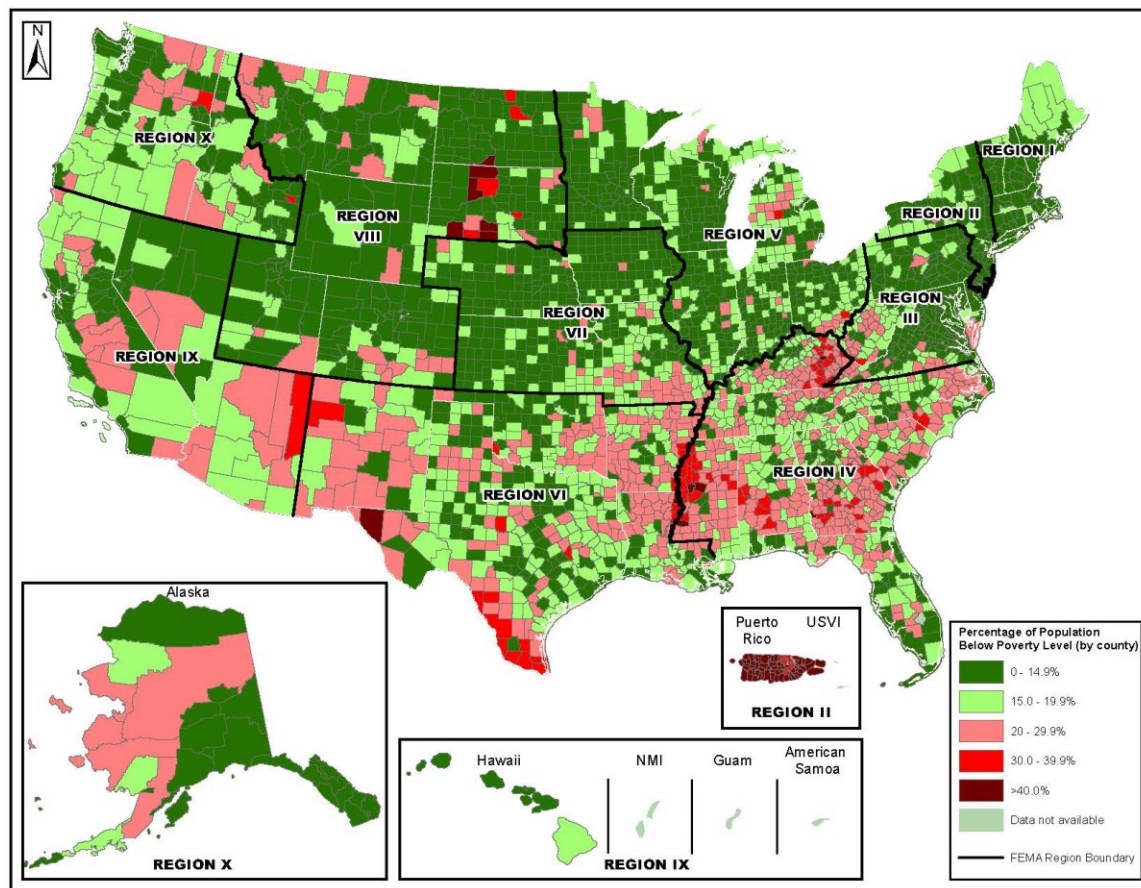 N
REGION X
REGION I
REGION II
REGION VIII
REGION V
REGION III
REGION VII
REGION IX
REGION IV
REGION VI
Alaska
REGION X
Puerto Rico
USVI
REGION II
Hawaii
NMI
Guam
American Samoa
REGION IX
Percentage of Population
Below Poverty Level (by county)
0 - 14.9%
15.0 - 19.9%
20 - 29.9%
30.0 - 39.9%
>40.0%
Data not available
FEMA Region Boundary